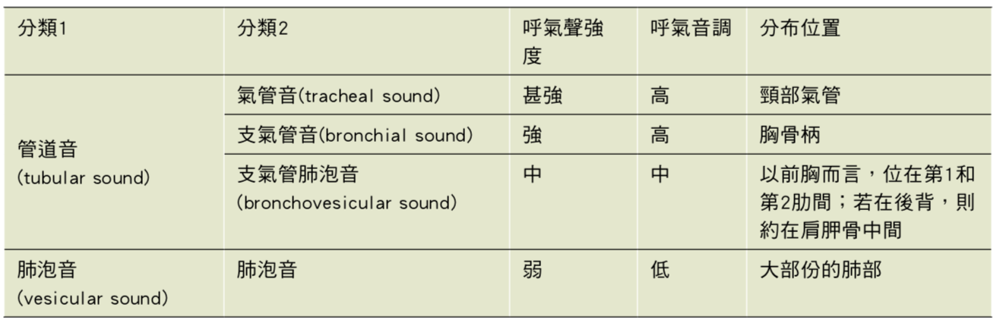 分類1 分類2 呼氣聲強度 呼氣音調 分布位置
管道音
(tubular sound)
氣管音(tracheal sound) 甚強 高 頸部氣管
支氣管音(bronchial sound) 強 高 胸骨柄
支氣管肺泡音
(bronchovesicular sound)
中 中
以前胸而言，位在第1和
第2肋間；若在後背，則
約在肩胛骨中間
肺泡音
(vesicular sound)
肺泡音 弱 低 大部份的肺部